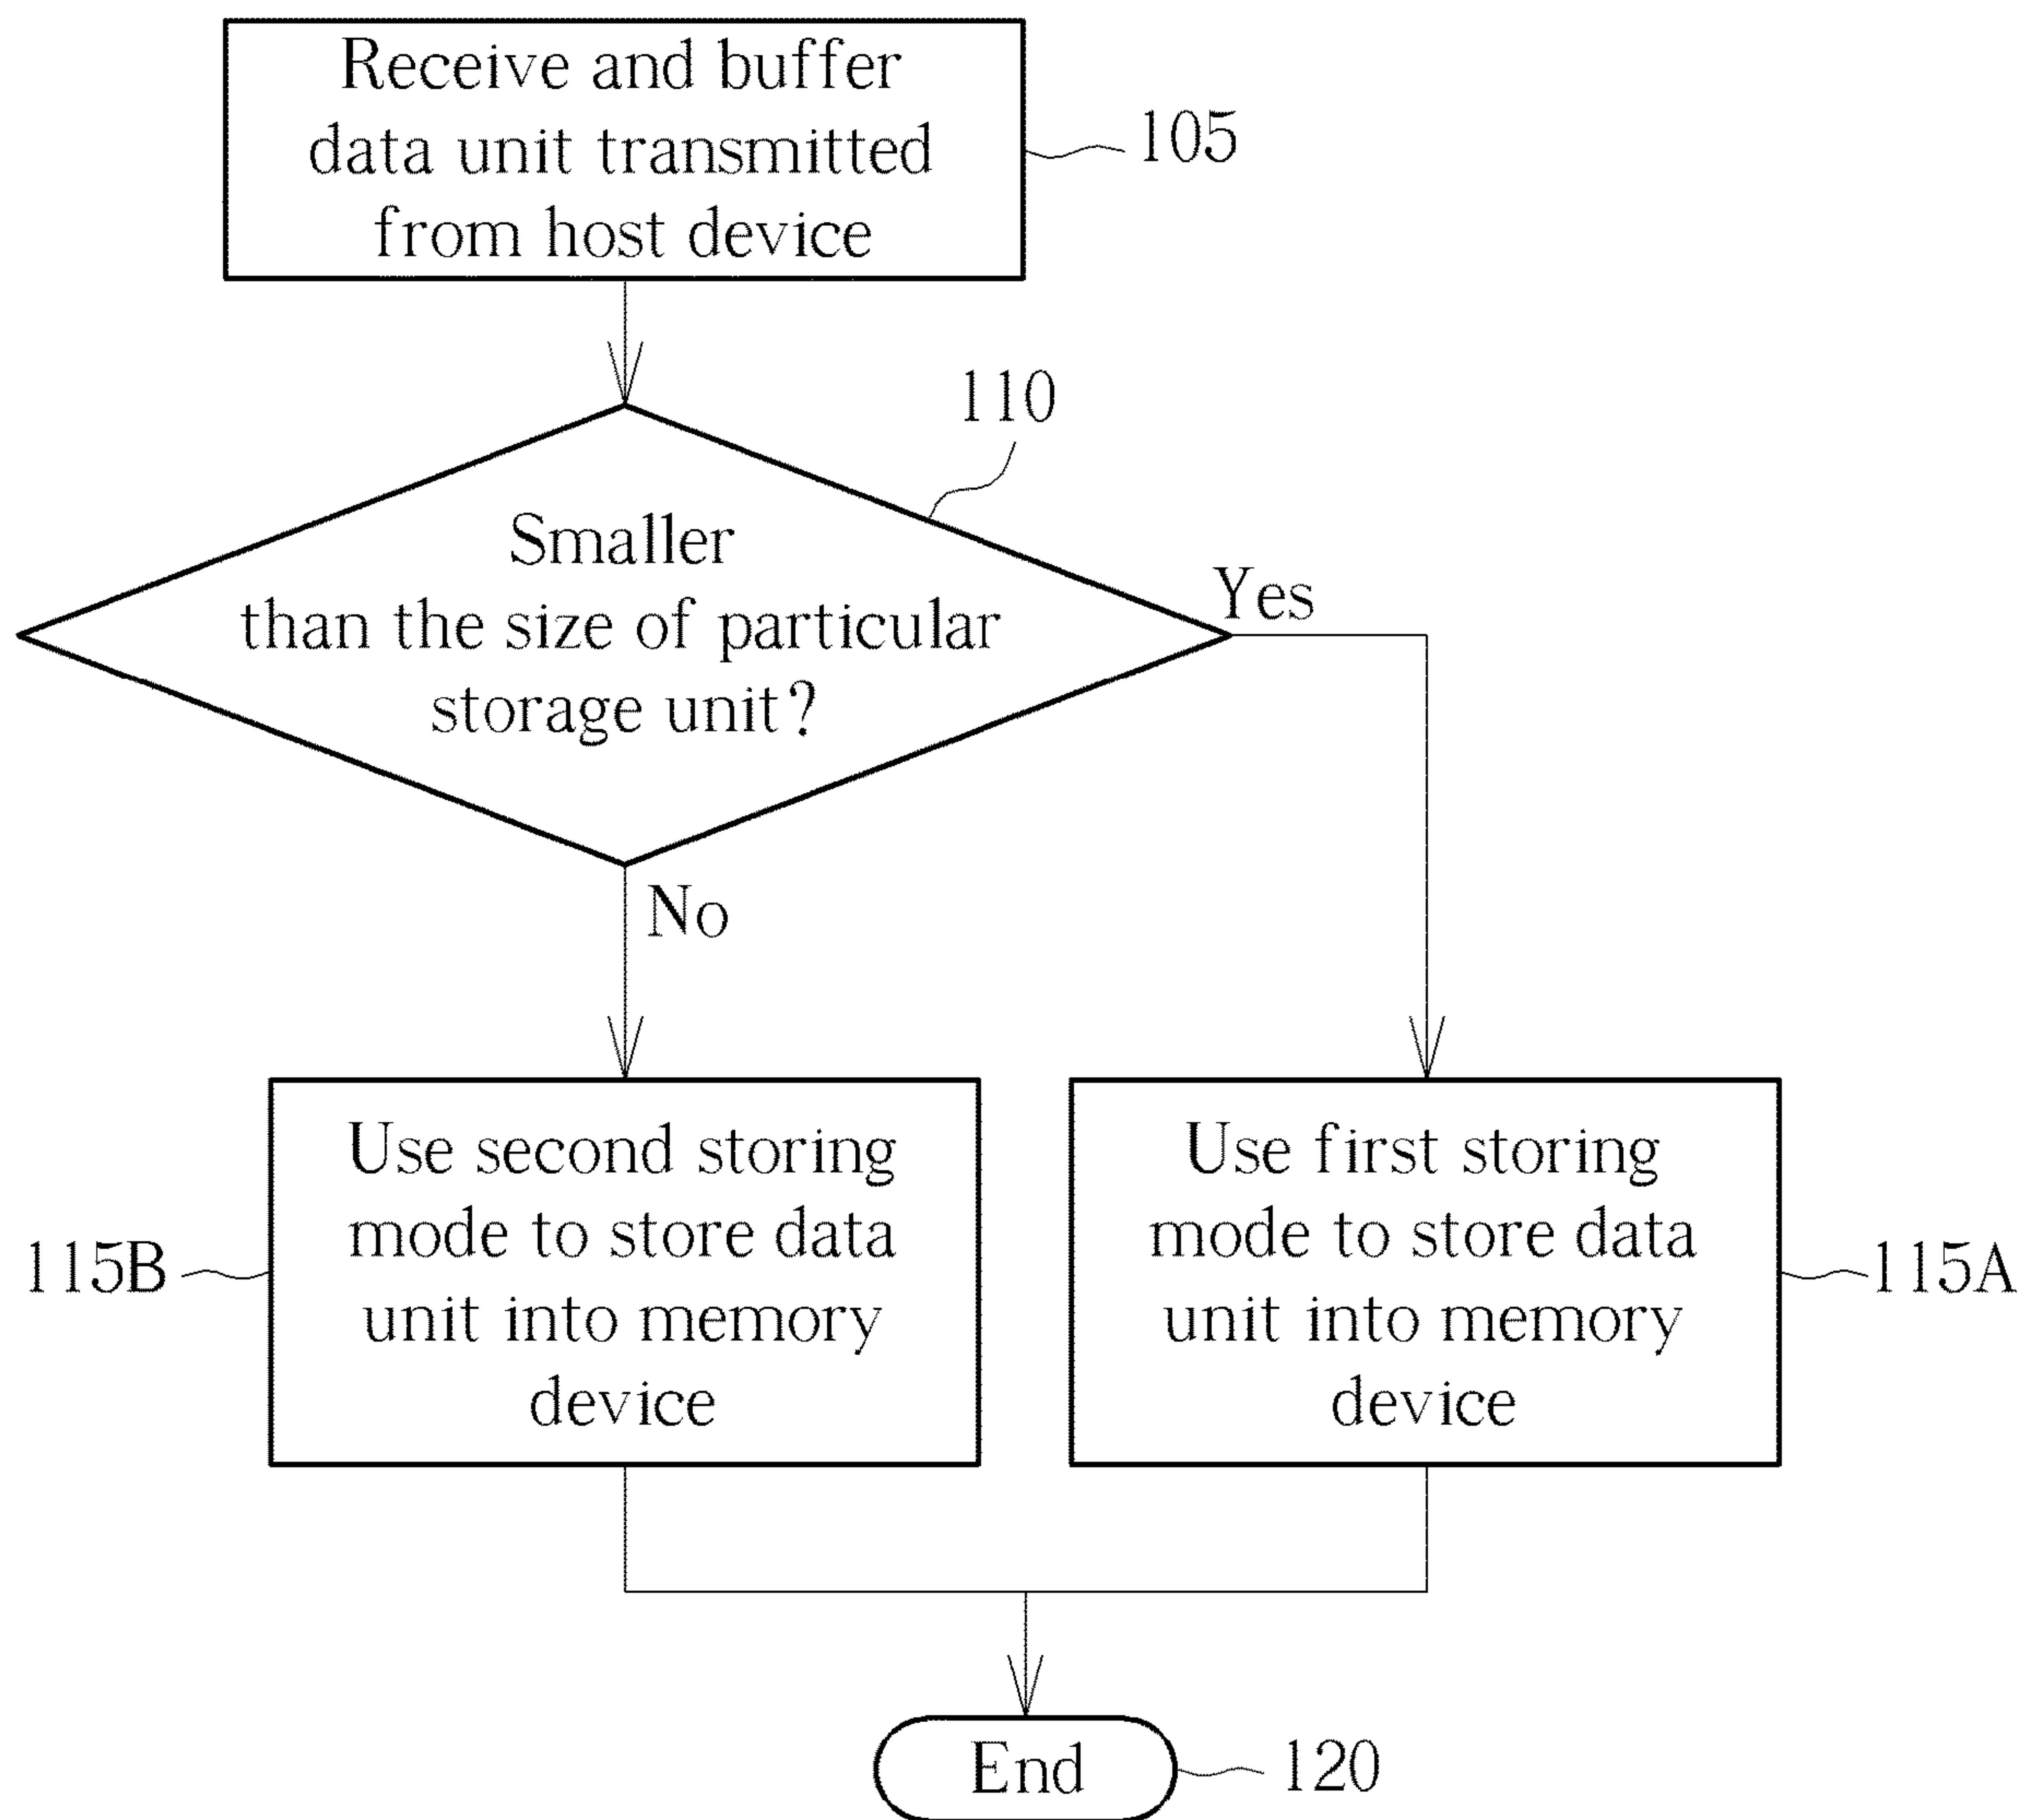 Receive and buffer
data unit transmitted
from host device
105
110
Smaller
than the size of particular
storage unit?
Yes
No
Use second storing
mode to store data
unit into memory
device
115B
Use first storing
mode to store data
unit into memory
device
115A
End
120